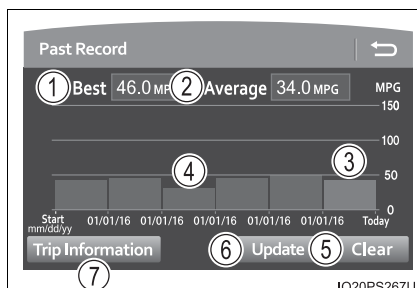 Past Record
1 Best 46.0 MPG 2 Average 34.0 MPG MPG
150
100
3
4
50
0
Start 01/01/16 01/01/16 01/01/16 01/01/16 01/01/16 Today
mm/dd/yy
Trip Information 6 Update 5 Clear
7
IO20PS267U